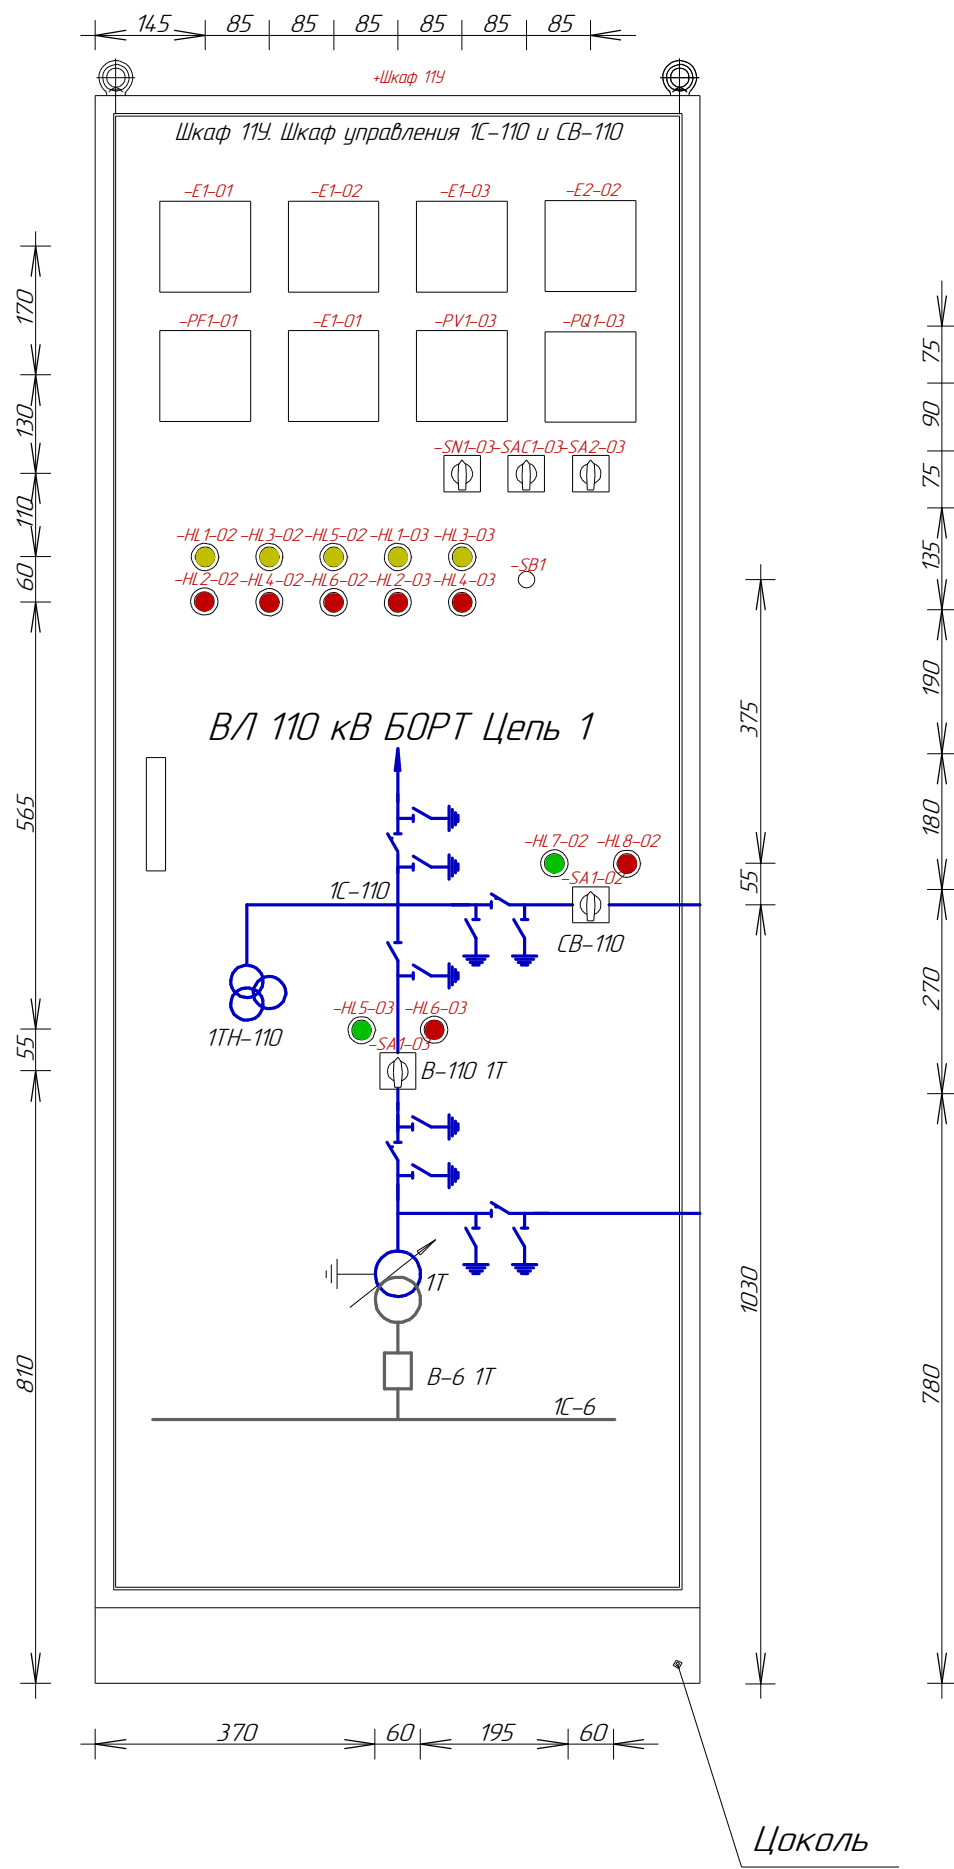 145 85 85 85 85 85 85
+Шкаф 11У
Шкаф 11У. Шкаф управления 1С-110 и СВ-110
-E1-01 -E1-02 -E1-03 -E2-02
-PF1-01 -E1-01 -PV1-03 -PQ1-03
-SN1-03 -SAC1-03 -SA2-03
-HL1-02 -HL3-02 -HL5-02 -HL1-03 -HL3-03
-SB1
-HL2-02 -HL4-02 -HL6-02 -HL2-03 -HL4-03
ВЛ 110 кВ БОРТ Цепь 1
-HL7-02 -HL8-02
-SA1-02
1С-110
СВ-110
1ТН-110
-HL5-03 -HL6-03
-SA1-03
В-110 1Т
1Т
В-6 1Т
1С-6
170
130
110
60
565
55
810
375
55
1030
75
90
75
135
190
180
270
780
370 60 195 60
Цоколь